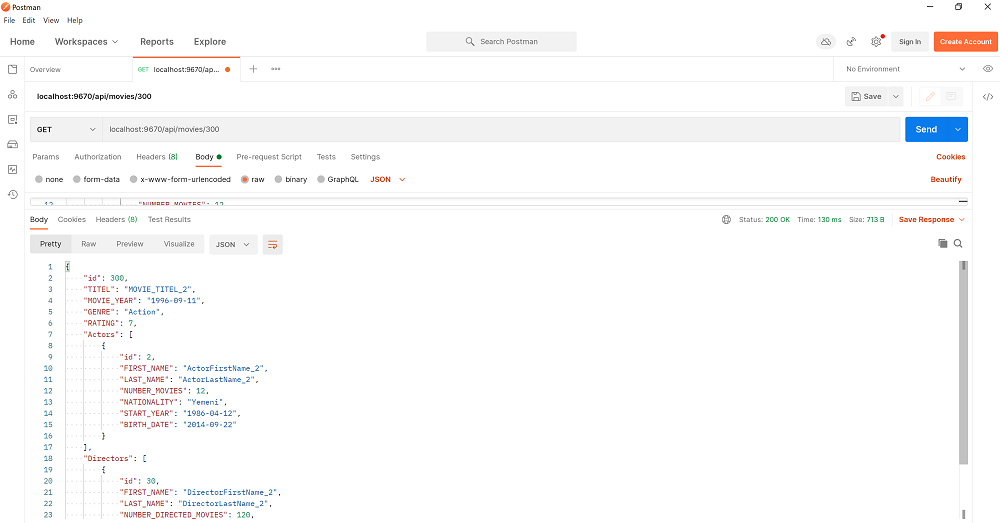 Postman
File Edit View Help
Home Workspaces Reports Explore Search Postman Sign In Create Account
Overview GET localhost:9670/ap... No Environment
localhost:9670/api/movies/300 Save
GET localhost:9670/api/movies/300 Send
Params Authorization Headers (8) Body Pre-request Script Tests Settings Cookies
none form-data x-www-form-urlencoded raw binary GraphQL JSON Beautify
12 "NUMBER_MOVIES": 12
Body Cookies Headers (8) Test Results Status: 200 OK Time: 130 ms Size: 713 B Save Response
Pretty Raw Preview Visualize JSON
1 {
2 "id": 300,
3 "TITEL": "MOVIE_TITEL_2",
4 "MOVIE_YEAR": "1996-09-11",
5 "GENRE": "Action",
6 "RATING": 7,
7 "Actors": [
8 {
9 "id": 2,
10 "FIRST_NAME": "ActorFirstName_2",
11 "LAST_NAME": "ActorLastName_2",
12 "NUMBER_MOVIES": 12,
13 "NATIONALITY": "Yemeni",
14 "START_YEAR": "1986-04-12",
15 "BIRTH_DATE": "2014-09-22"
16 }
17 ],
18 "Directors": [
19 {
20 "id": 30,
21 "FIRST_NAME": "DirectorFirstName_2",
22 "LAST_NAME": "DirectorLastName_2",
23 "NUMBER_DIRECTED_MOVIES": 120,